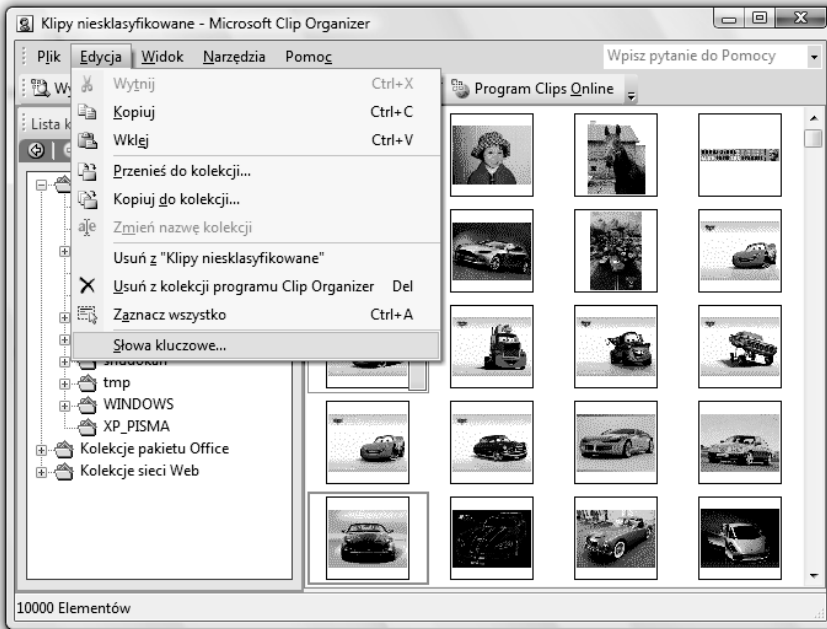 Klipy niesklasyfikowane - Microsoft Clip Organizer
Plik Edycja Widok Narzędzia Pomoc Wpisz pytanie do Pomocy
Program Clips Online
Wytnij Ctrl+X
Kopiuj Ctrl+C
Wklej Ctrl+V
Przenieś do kolekcji...
Kopiuj do kolekcji...
Zmień nazwę kolekcji
Usuń z "Klipy niesklasyfikowane"
Usuń z kolekcji programu Clip Organizer Del
Zaznacz wszystko Ctrl+A
Słowa kluczowe...
Lista
tmp
WINDOWS
XP_PISMA
Kolekcje pakietu Office
Kolekcje sieci Web
10000 Elementów